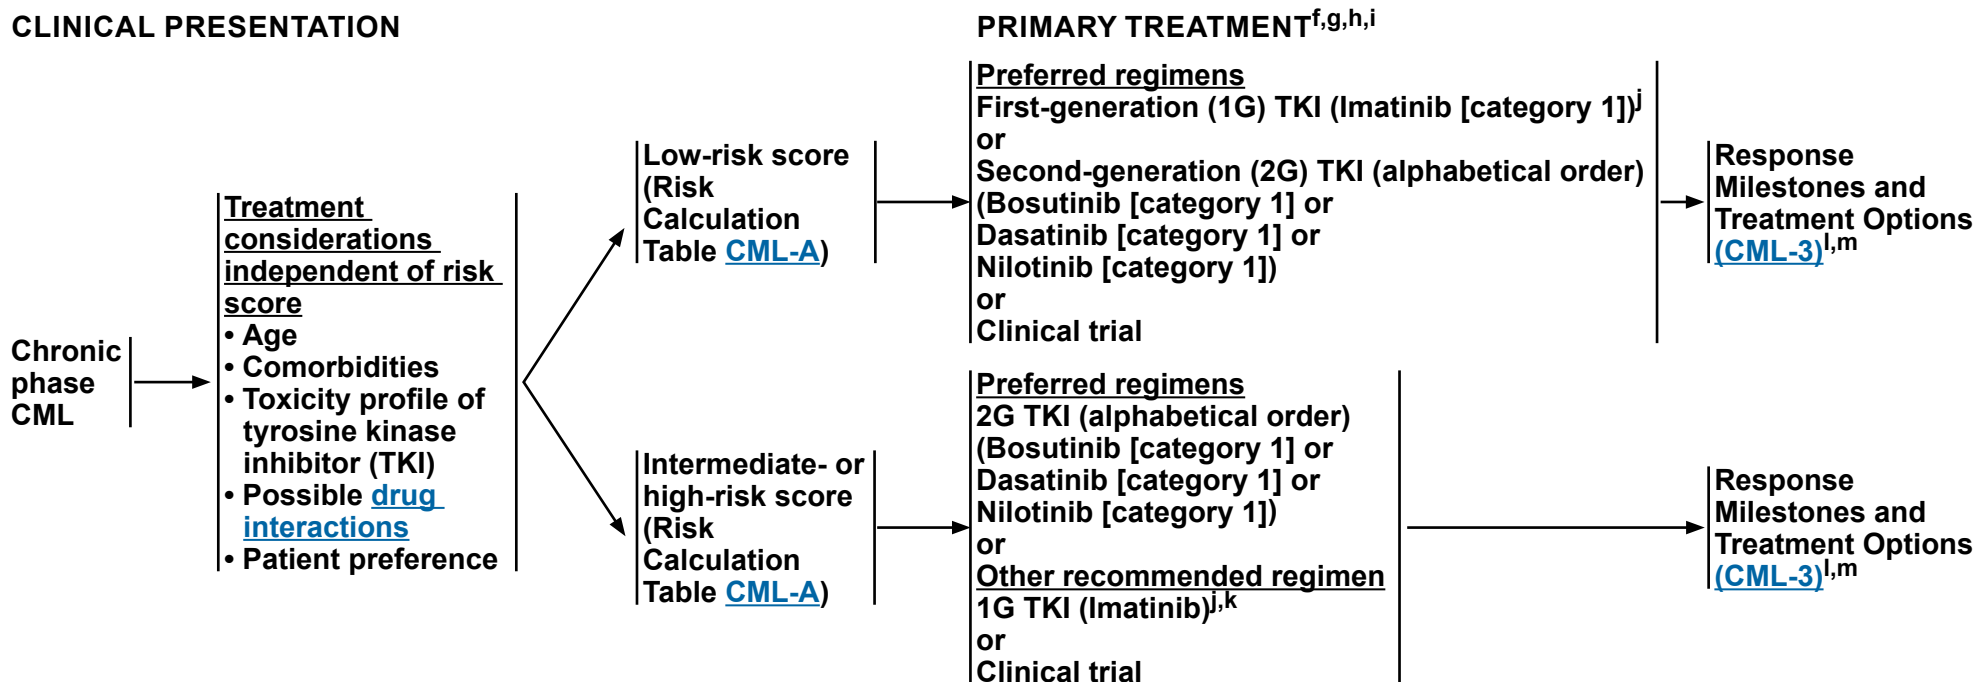 CLINICAL PRESENTATION
PRIMARY TREATMENTf,g,h,i
Chronic
phase
CML
Treatment
considerations
independent of risk
score
• Age
• Comorbidities
• Toxicity profile of
tyrosine kinase
inhibitor (TKI)
• Possible drug
interactions
• Patient preference
Low-risk score
(Risk
Calculation
Table CML-A)
Preferred regimens
First-generation (1G) TKI (Imatinib [category 1])j
or
Second-generation (2G) TKI (alphabetical order)
(Bosutinib [category 1] or
Dasatinib [category 1] or
Nilotinib [category 1])
or
Clinical trial
Response
Milestones and
Treatment Options
(CML-3)l,m
Intermediate- or
high-risk score
(Risk
Calculation
Table CML-A)
Preferred regimens
2G TKI (alphabetical order)
(Bosutinib [category 1] or
Dasatinib [category 1] or
Nilotinib [category 1])
or
Other recommended regimen
1G TKI (Imatinib)j,k
or
Clinical trial
Response
Milestones and
Treatment Options
(CML-3)l,m